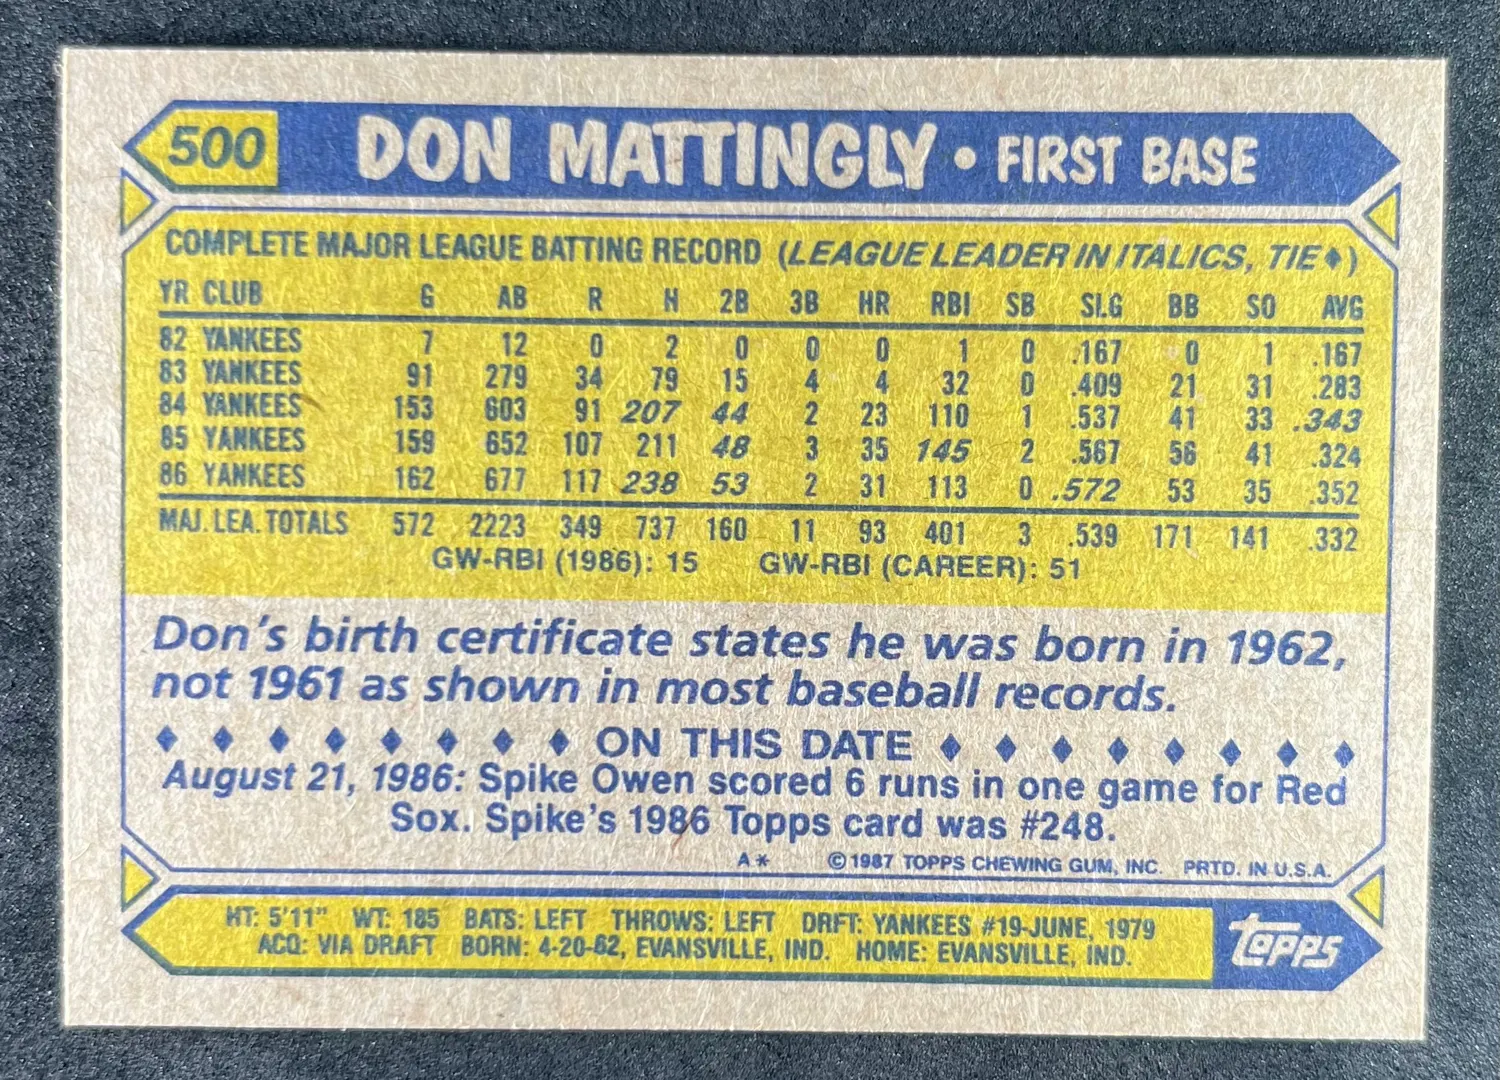 500 DON MATTINGLY • FIRST BASE
COMPLETE MAJOR LEAGUE BATTING RECORD (LEAGUE LEADER IN ITALICS, TIE♦)
YR CLUB G AB R H 2B 3B HR RBI SB SLG BB SO AVG
82 YANKEES 7 12 0 2 0 0 0 1 0 .167 0 1 .167
83 YANKEES 91 279 34 79 15 4 4 32 0 .409 21 31 .283
84 YANKEES 153 603 91 207 44 2 23 110 1 .537 41 33 .343
85 YANKEES 159 652 107 211 48 3 35 145 2 .567 56 41 .324
86 YANKEES 162 677 117 238 53 2 31 113 0 .572 53 35 .352
MAJ. LEA. TOTALS 572 2223 349 737 160 11 93 401 3 .539 171 141 .332
GW-RBI (1986): 15 GW-RBI (CAREER): 51
Don's birth certificate states he was born in 1962,
not 1961 as shown in most baseball records.
♦ ♦ ♦ ♦ ♦ ♦ ♦ ♦ ON THIS DATE ♦ ♦ ♦ ♦ ♦ ♦ ♦ ♦
August 21, 1986: Spike Owen scored 6 runs in one game for Red
Sox. Spike's 1986 Topps card was #248.
A* ©1987 TOPPS CHEWING GUM, INC. PRTD. IN U.S.A.
HT: 5'11" WT: 185 BATS: LEFT THROWS: LEFT DRFT: YANKEES #19-JUNE, 1979
ACQ: VIA DRAFT BORN: 4-20-62, EVANSVILLE, IND. HOME: EVANSVILLE, IND.
topps